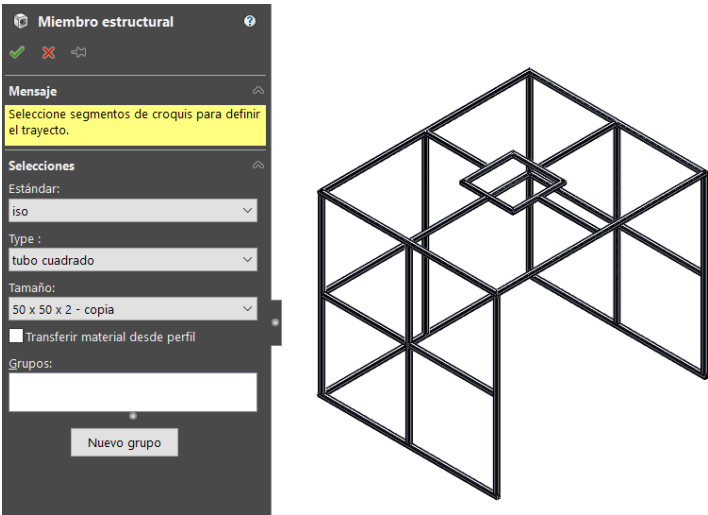 Miembro estructural
Mensaje
Seleccione segmentos de croquis para definir
el trayecto.
Selecciones
Estándar:
iso
Type :
tubo cuadrado
Tamaño:
50 x 50 x 2 - copia
Transferir material desde perfil
Grupos:
Nuevo grupo